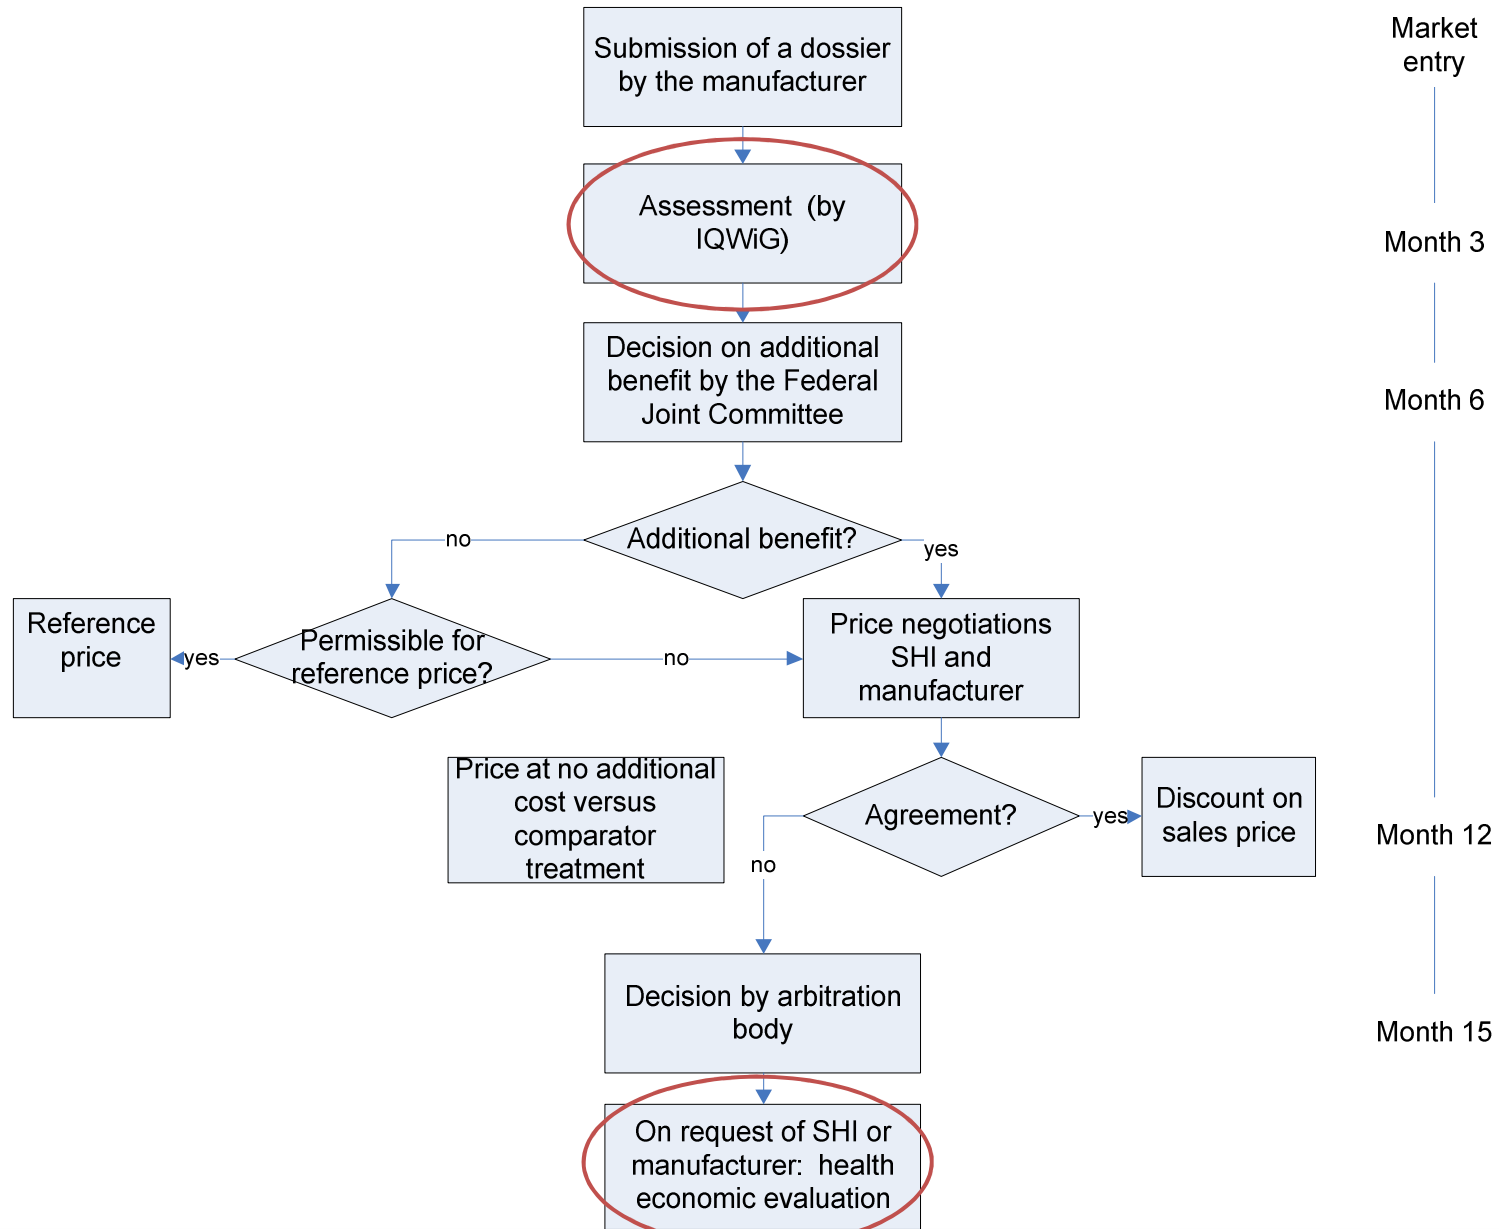 Submission of a dossier
by the manufacturer
Market
entry
Assessment  (by
IQWiG)
Month 3
Decision on additional
benefit by the Federal
Joint Committee
Month 6
Additional benefit?
no
yes
Reference
price
yes
Permissible for
reference price?
no
Price negotiations
SHI and
manufacturer
Price at no additional
cost versus
comparator
treatment
Agreement?
yes
Discount on
sales price
Month 12
no
Decision by arbitration
body
Month 15
On request of SHI or
manufacturer:  health
economic evaluation